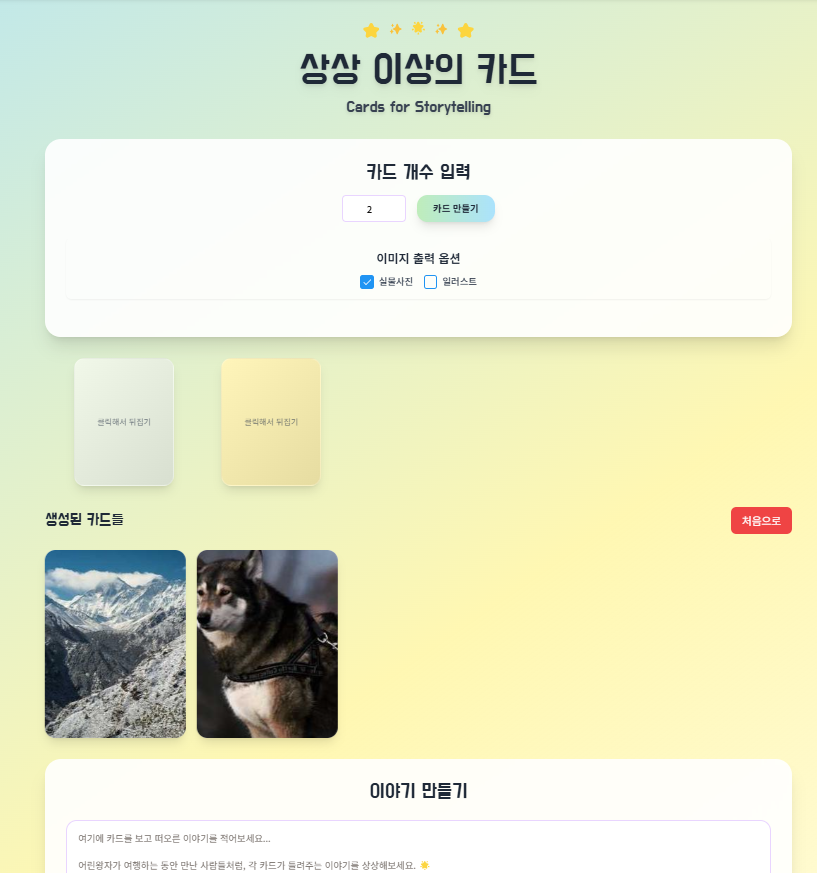 상상 이상의 카드
Cards for Storytelling
카드 개수 입력
2
카드 만들기
이미지 출력 옵션
실물사진
일러스트
클릭해서 뒤집기
클릭해서 뒤집기
생성된 카드들
처음으로
이야기 만들기
여기에 카드를 보고 떠오른 이야기를 적어보세요...
어린왕자가 여행하는 동안 만난 사람들처럼, 각 카드가 들려주는 이야기를 상상해보세요.